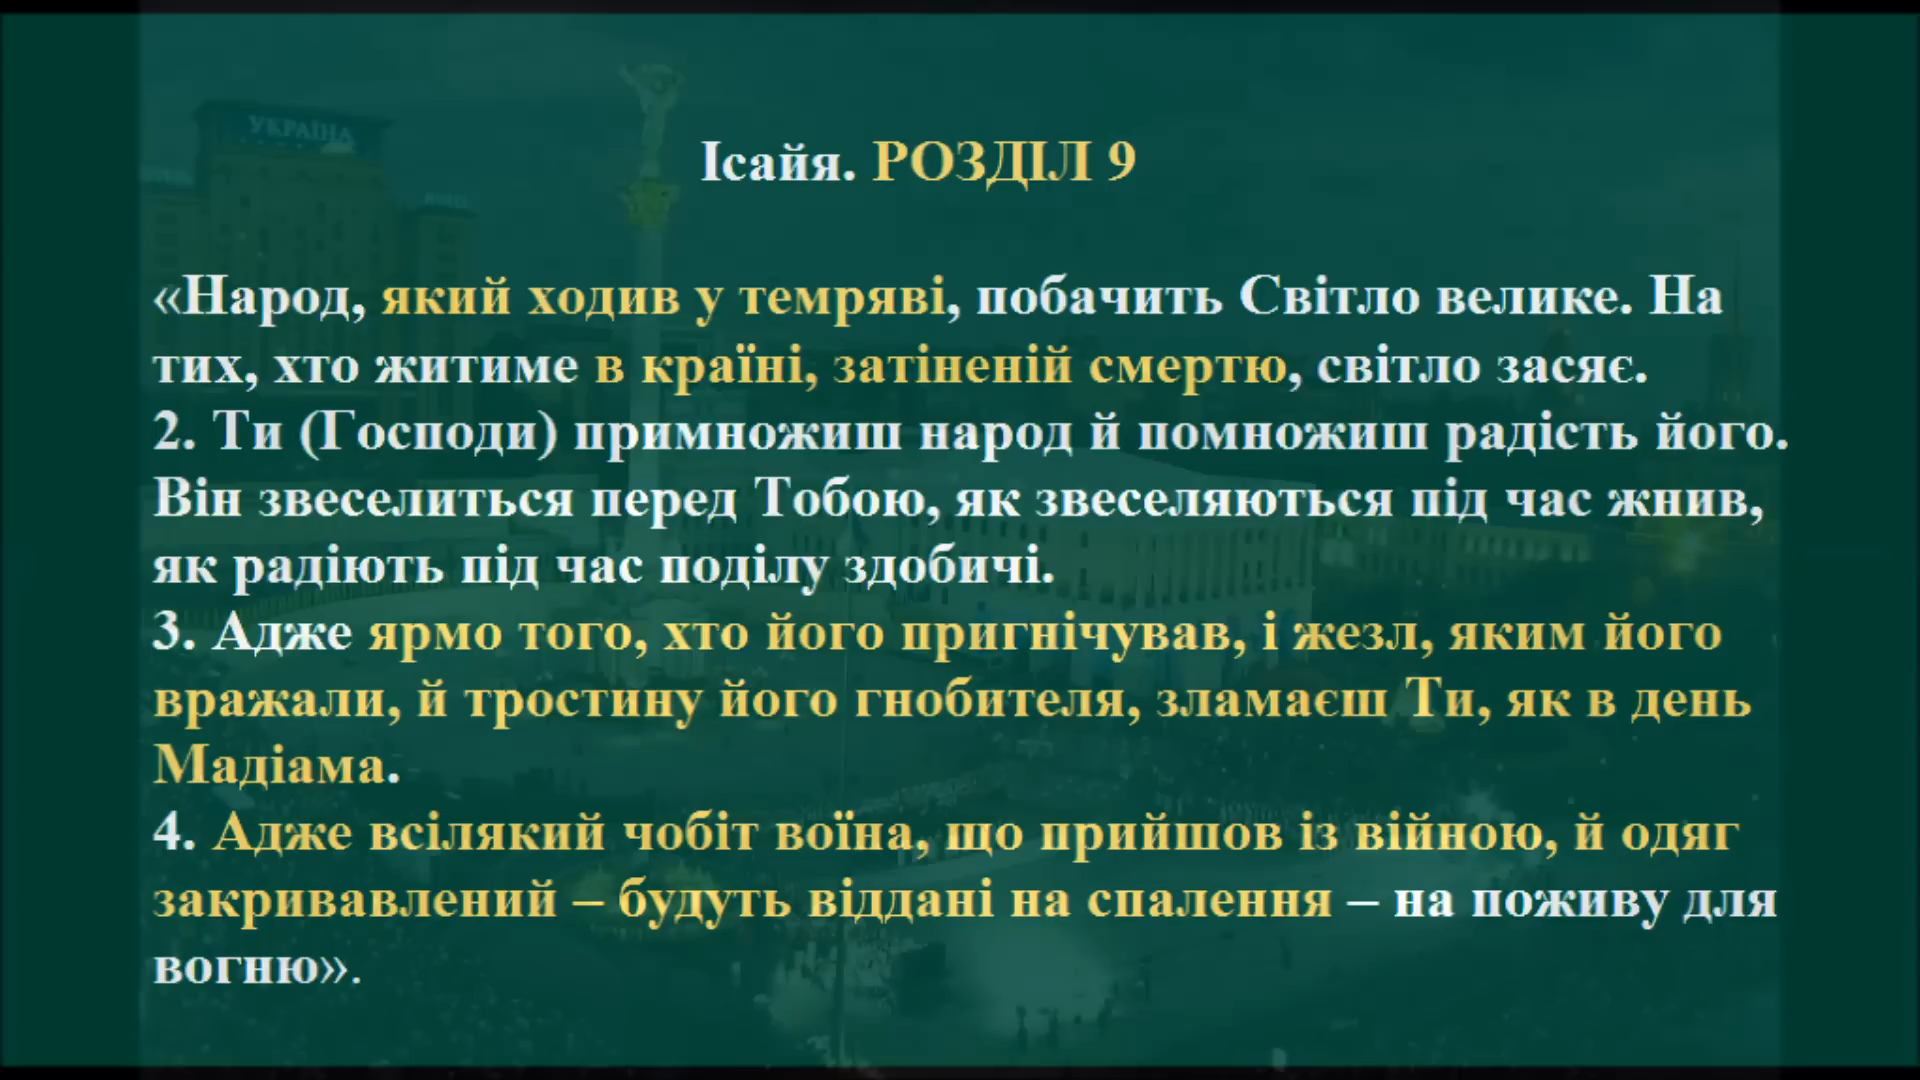 УКРАЇНА
Ісайя. РОЗДІЛ 9
«Народ, який ходив у темряві, побачить Світло велике. На
тих, хто житиме в країні, затіненій смертю, світло засяє.
2. Ти (Господи) примножиш народ й помножиш радість його.
Він звеселиться перед Тобою, як звеселяються під час жнив,
як радіють під час поділу здобичі.
3. Адже ярмо того, хто його пригнічував, і жезл, яким його
вражали, й тростину його гнобителя, зламаєш Ти, як в день
Мадіама.
4. Адже всілякий чобіт воїна, що прийшов із війною, й одяг
закривавлений – будуть віддані на спалення – на поживу для
вогню».